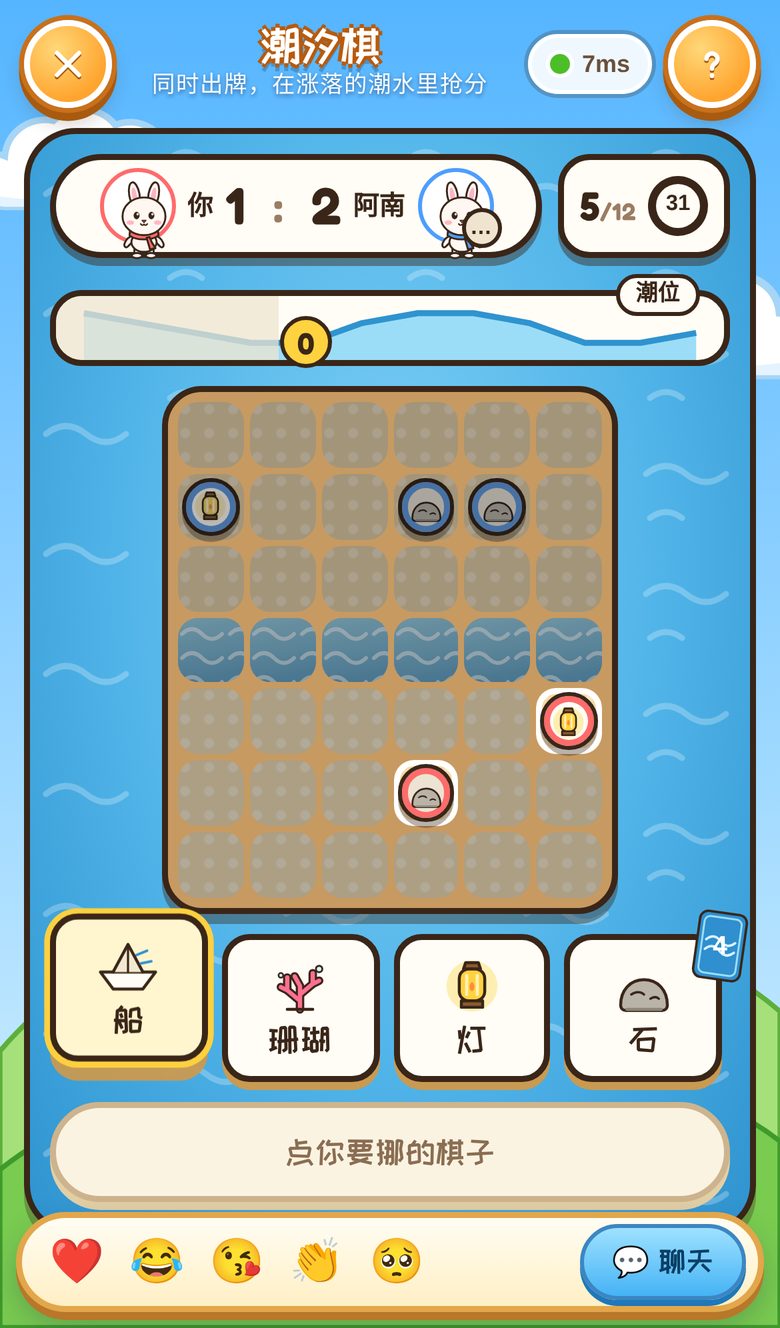 潮汐棋
同时出牌，在涨落的潮水里抢分
7ms
?
你 1 : 2 阿南
...
5/12
31
潮位
0
船
珊瑚
灯
石
4
点你要挪的棋子
聊天